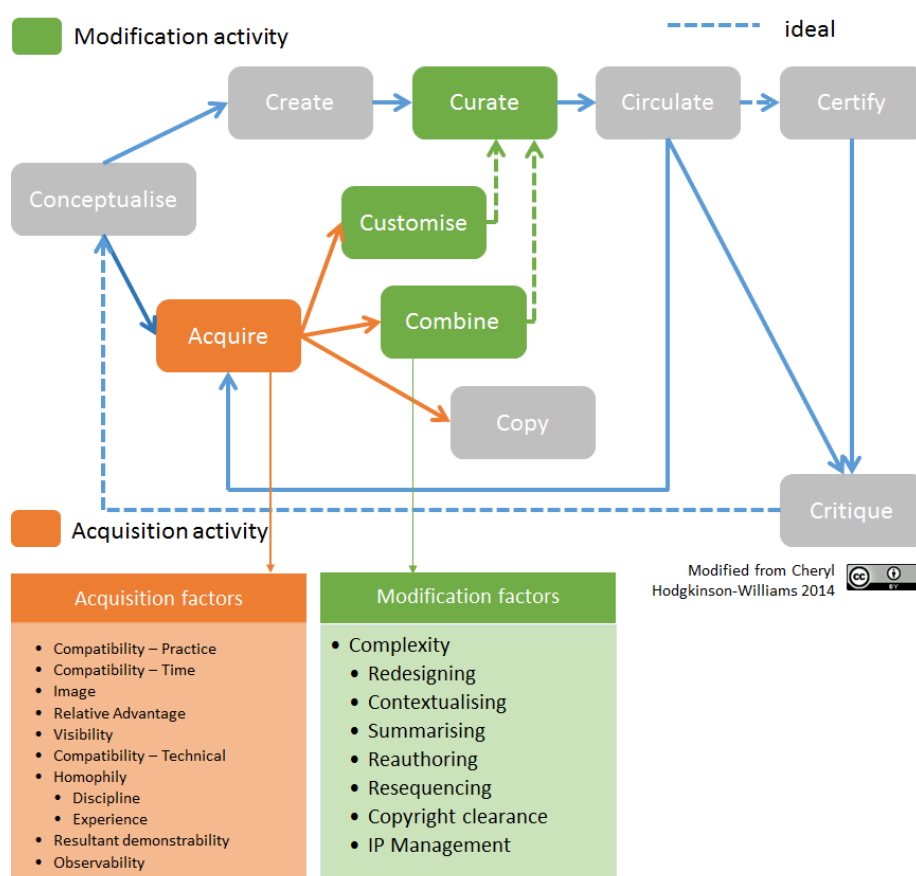 Modification activity
ideal
Create
Curate
Circulate
Certify
Conceptualise
Customise
Acquire
Combine
Copy
Critique
Acquisition activity
Modified from Cheryl
Hodgkinson-Williams 2014
cc
BY
Acquisition factors
• Compatibility – Practice
• Compatibility – Time
• Image
• Relative Advantage
• Visibility
• Compatibility – Technical
• Homophily
• Discipline
• Experience
• Resultant demonstrability
• Observability
Modification factors
• Complexity
• Redesigning
• Contextualising
• Summarising
• Reauthoring
• Resequencing
• Copyright clearance
• IP Management